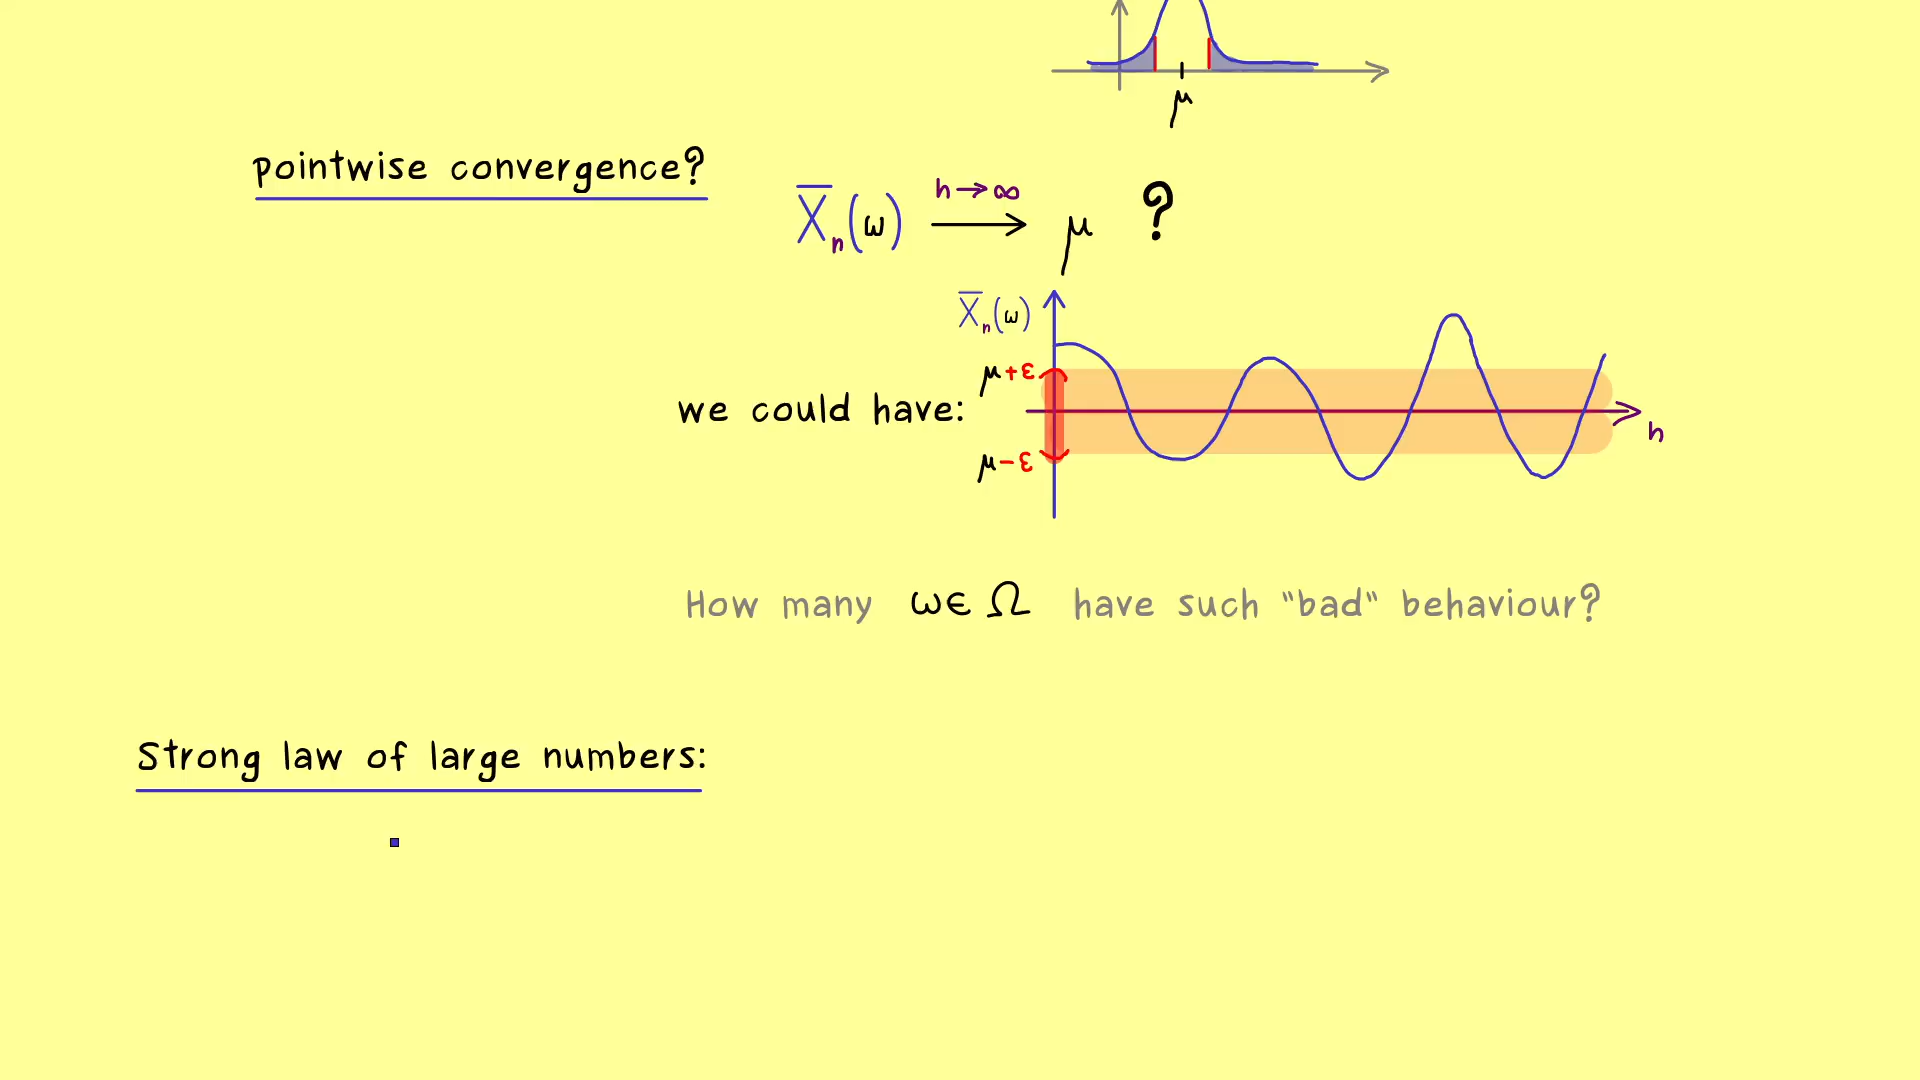 μ
pointwise convergence?
X̅ₙ(ω) n→∞ ⟶ μ ?
X̅ₙ(ω)
μ+ε
we could have:
n
μ-ε
How many ω∈Ω have such "bad" behaviour?
Strong law of large numbers: